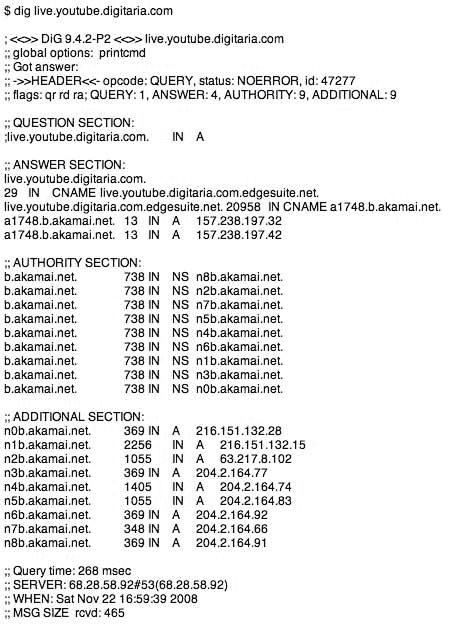 $ dig live.youtube.digitaria.com
; <<>> DiG 9.4.2-P2 <<>> live.youtube.digitaria.com
;; global options:  printcmd
;; Got answer:
;; ->>HEADER<<- opcode: QUERY, status: NOERROR, id: 47277
;; flags: qr rd ra; QUERY: 1, ANSWER: 4, AUTHORITY: 9, ADDITIONAL: 9
;; QUESTION SECTION:
;live.youtube.digitaria.com. IN A
;; ANSWER SECTION:
live.youtube.digitaria.com.
29 IN CNAME live.youtube.digitaria.com.edgesuite.net.
live.youtube.digitaria.com.edgesuite.net. 20958 IN CNAME a1748.b.akamai.net.
a1748.b.akamai.net. 13 IN A 157.238.197.32
a1748.b.akamai.net. 13 IN A 157.238.197.42
;; AUTHORITY SECTION:
b.akamai.net. 738 IN NS n8b.akamai.net.
b.akamai.net. 738 IN NS n2b.akamai.net.
b.akamai.net. 738 IN NS n7b.akamai.net.
b.akamai.net. 738 IN NS n5b.akamai.net.
b.akamai.net. 738 IN NS n4b.akamai.net.
b.akamai.net. 738 IN NS n6b.akamai.net.
b.akamai.net. 738 IN NS n1b.akamai.net.
b.akamai.net. 738 IN NS n3b.akamai.net.
b.akamai.net. 738 IN NS n0b.akamai.net.
;; ADDITIONAL SECTION:
n0b.akamai.net. 369 IN A 216.151.132.28
n1b.akamai.net. 2256 IN A 216.151.132.15
n2b.akamai.net. 1055 IN A 63.217.8.102
n3b.akamai.net. 369 IN A 204.2.164.77
n4b.akamai.net. 1405 IN A 204.2.164.74
n5b.akamai.net. 1055 IN A 204.2.164.83
n6b.akamai.net. 369 IN A 204.2.164.92
n7b.akamai.net. 348 IN A 204.2.164.66
n8b.akamai.net. 369 IN A 204.2.164.91
;; Query time: 268 msec
;; SERVER: 68.28.58.92#53(68.28.58.92)
;; WHEN: Sat Nov 22 16:59:39 2008
;; MSG SIZE  rcvd: 465